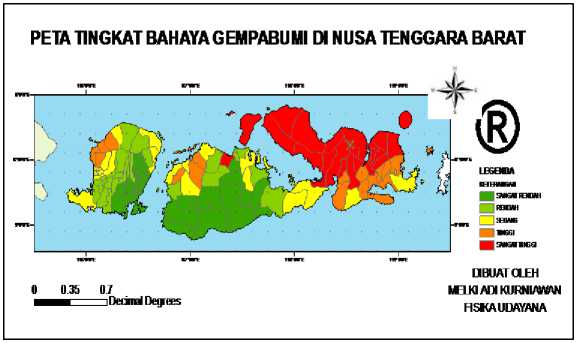 PETA TINGKAT BAHAYA GEMPABUMI DI NUSA TENGGARA BARAT
®
LEGENDA
KETERANGAN
SANGAT RENDAH
RENDAH
SEDANG
TINGGI
SANGAT TINGGI
DIBUAT OLEH
MELKI ADI KURNIAWAN
FISIKA UDAYANA
0 0.35 0.7
Decimal Degrees